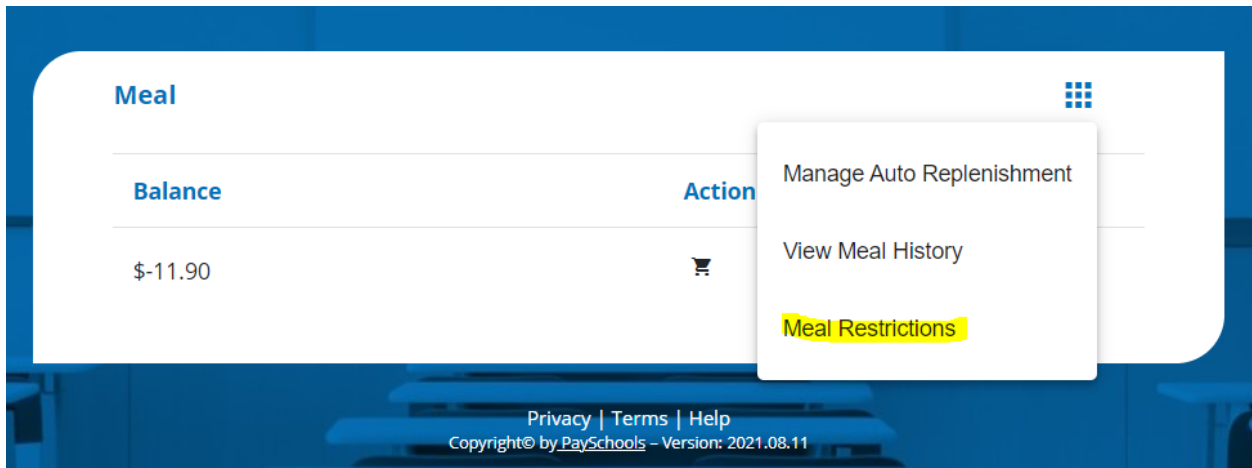 Meal
Manage Auto Replenishment
Balance
Action
View Meal History
$-11.90
Meal Restrictions
Privacy | Terms | Help
Copyright© by PaySchools – Version: 2021.08.11